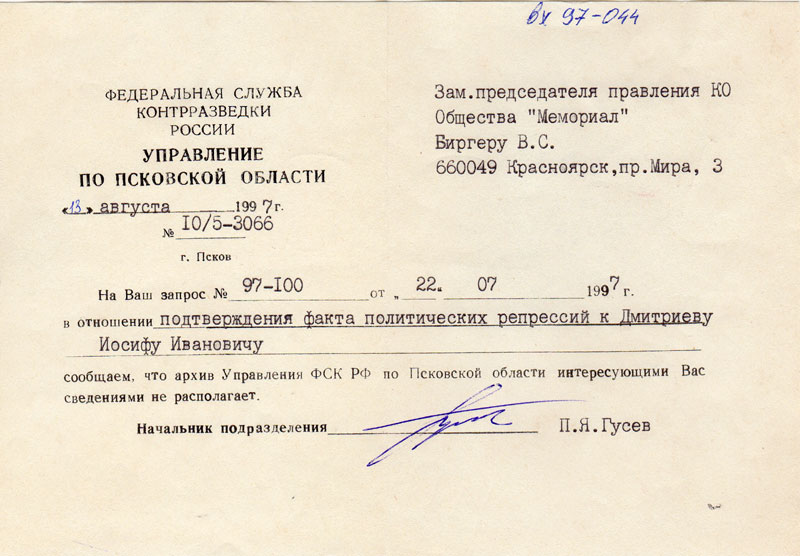 вх 97-044
ФЕДЕРАЛЬНАЯ СЛУЖБА
КОНТРРАЗВЕДКИ
РОССИИ
УПРАВЛЕНИЕ
ПО ПСКОВСКОЙ ОБЛАСТИ
«13» августа 1997г.
№ I0/5-3066
г. Псков
Зам.председателя правления КО
Общества "Мемориал"
Биргеру В.С.
660049 Красноярск,пр.Мира, 3
На Ваш запрос № 97-I00 от „22" 07 1997г.
в отношении подтверждения факта политических репрессий к Дмитриеву
Иосифу Ивановичу
сообщаем, что архив Управления ФСК РФ по Псковской области интересующими Вас
сведениями не располагает.
Начальник подразделения П.Я.Гусев